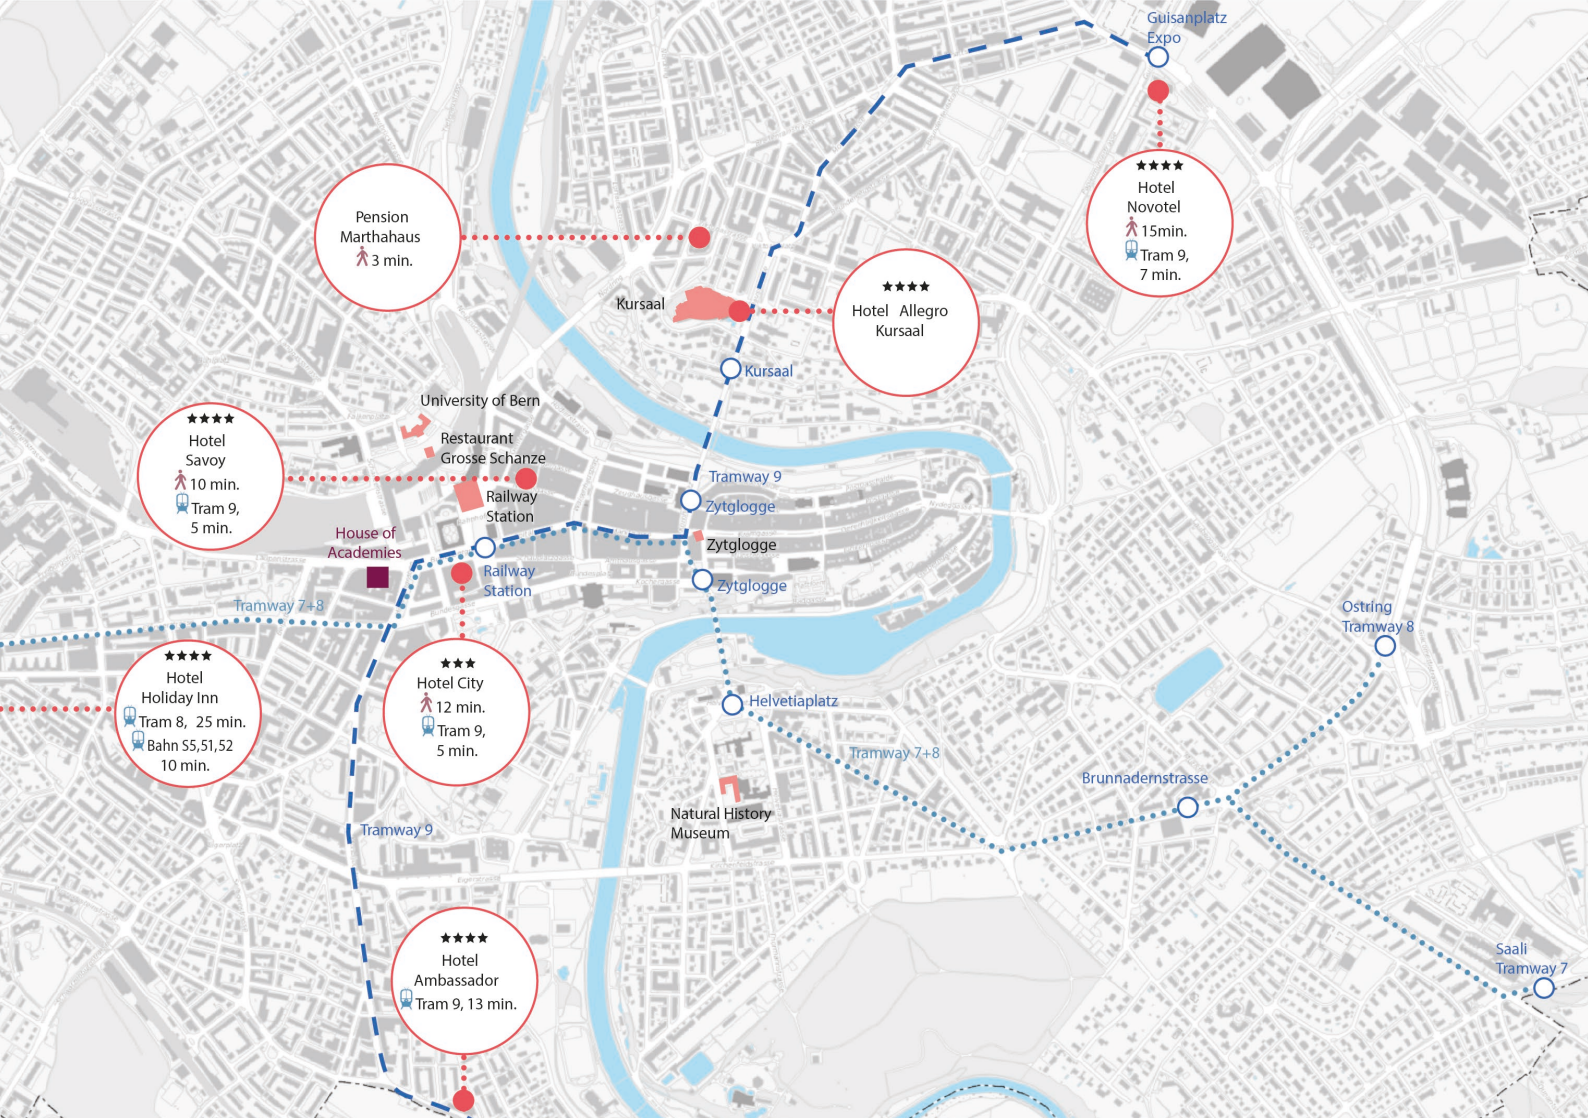 Guisanplatz
Expo
★★★★
Hotel
Novotel
15min.
Tram 9,
7 min.
Pension
Marthahaus
3 min.
★★★★
Hotel Allegro
Kursaal
Kursaal
Kursaal
University of Bern
Restaurant
Grosse Schanze
★★★★
Hotel
Savoy
10 min.
Tram 9,
5 min.
Railway
Station
Tramway 9
Zytglogge
House of
Academies
Zytglogge
Railway
Station
Zytglogge
Tramway 7+8
Ostring
Tramway 8
★★★★
Hotel
Holiday Inn
Tram 8, 25 min.
Bahn S5,51,52
10 min.
★★★
Hotel City
12 min.
Tram 9,
5 min.
Helvetiaplatz
Tramway 7+8
Brunnadernstrasse
Natural History
Museum
Tramway 9
★★★★
Hotel
Ambassador
Tram 9, 13 min.
Saali
Tramway 7